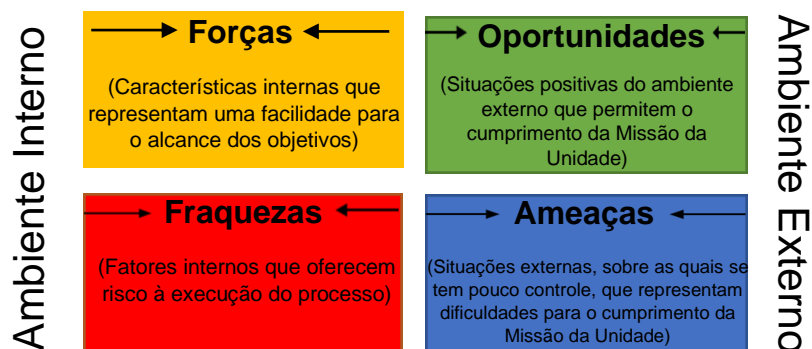 Ambiente Interno
Forças
(Características internas que
representam uma facilidade para
o alcance dos objetivos)
Oportunidades
(Situações positivas do ambiente
externo que permitem o
cumprimento da Missão da
Unidade)
Fraquezas
(Fatores internos que oferecem
risco à execução do processo)
Ameaças
(Situações externas, sobre as quais se
tem pouco controle, que representam
dificuldades para o cumprimento da
Missão da Unidade)
Ambiente Externo